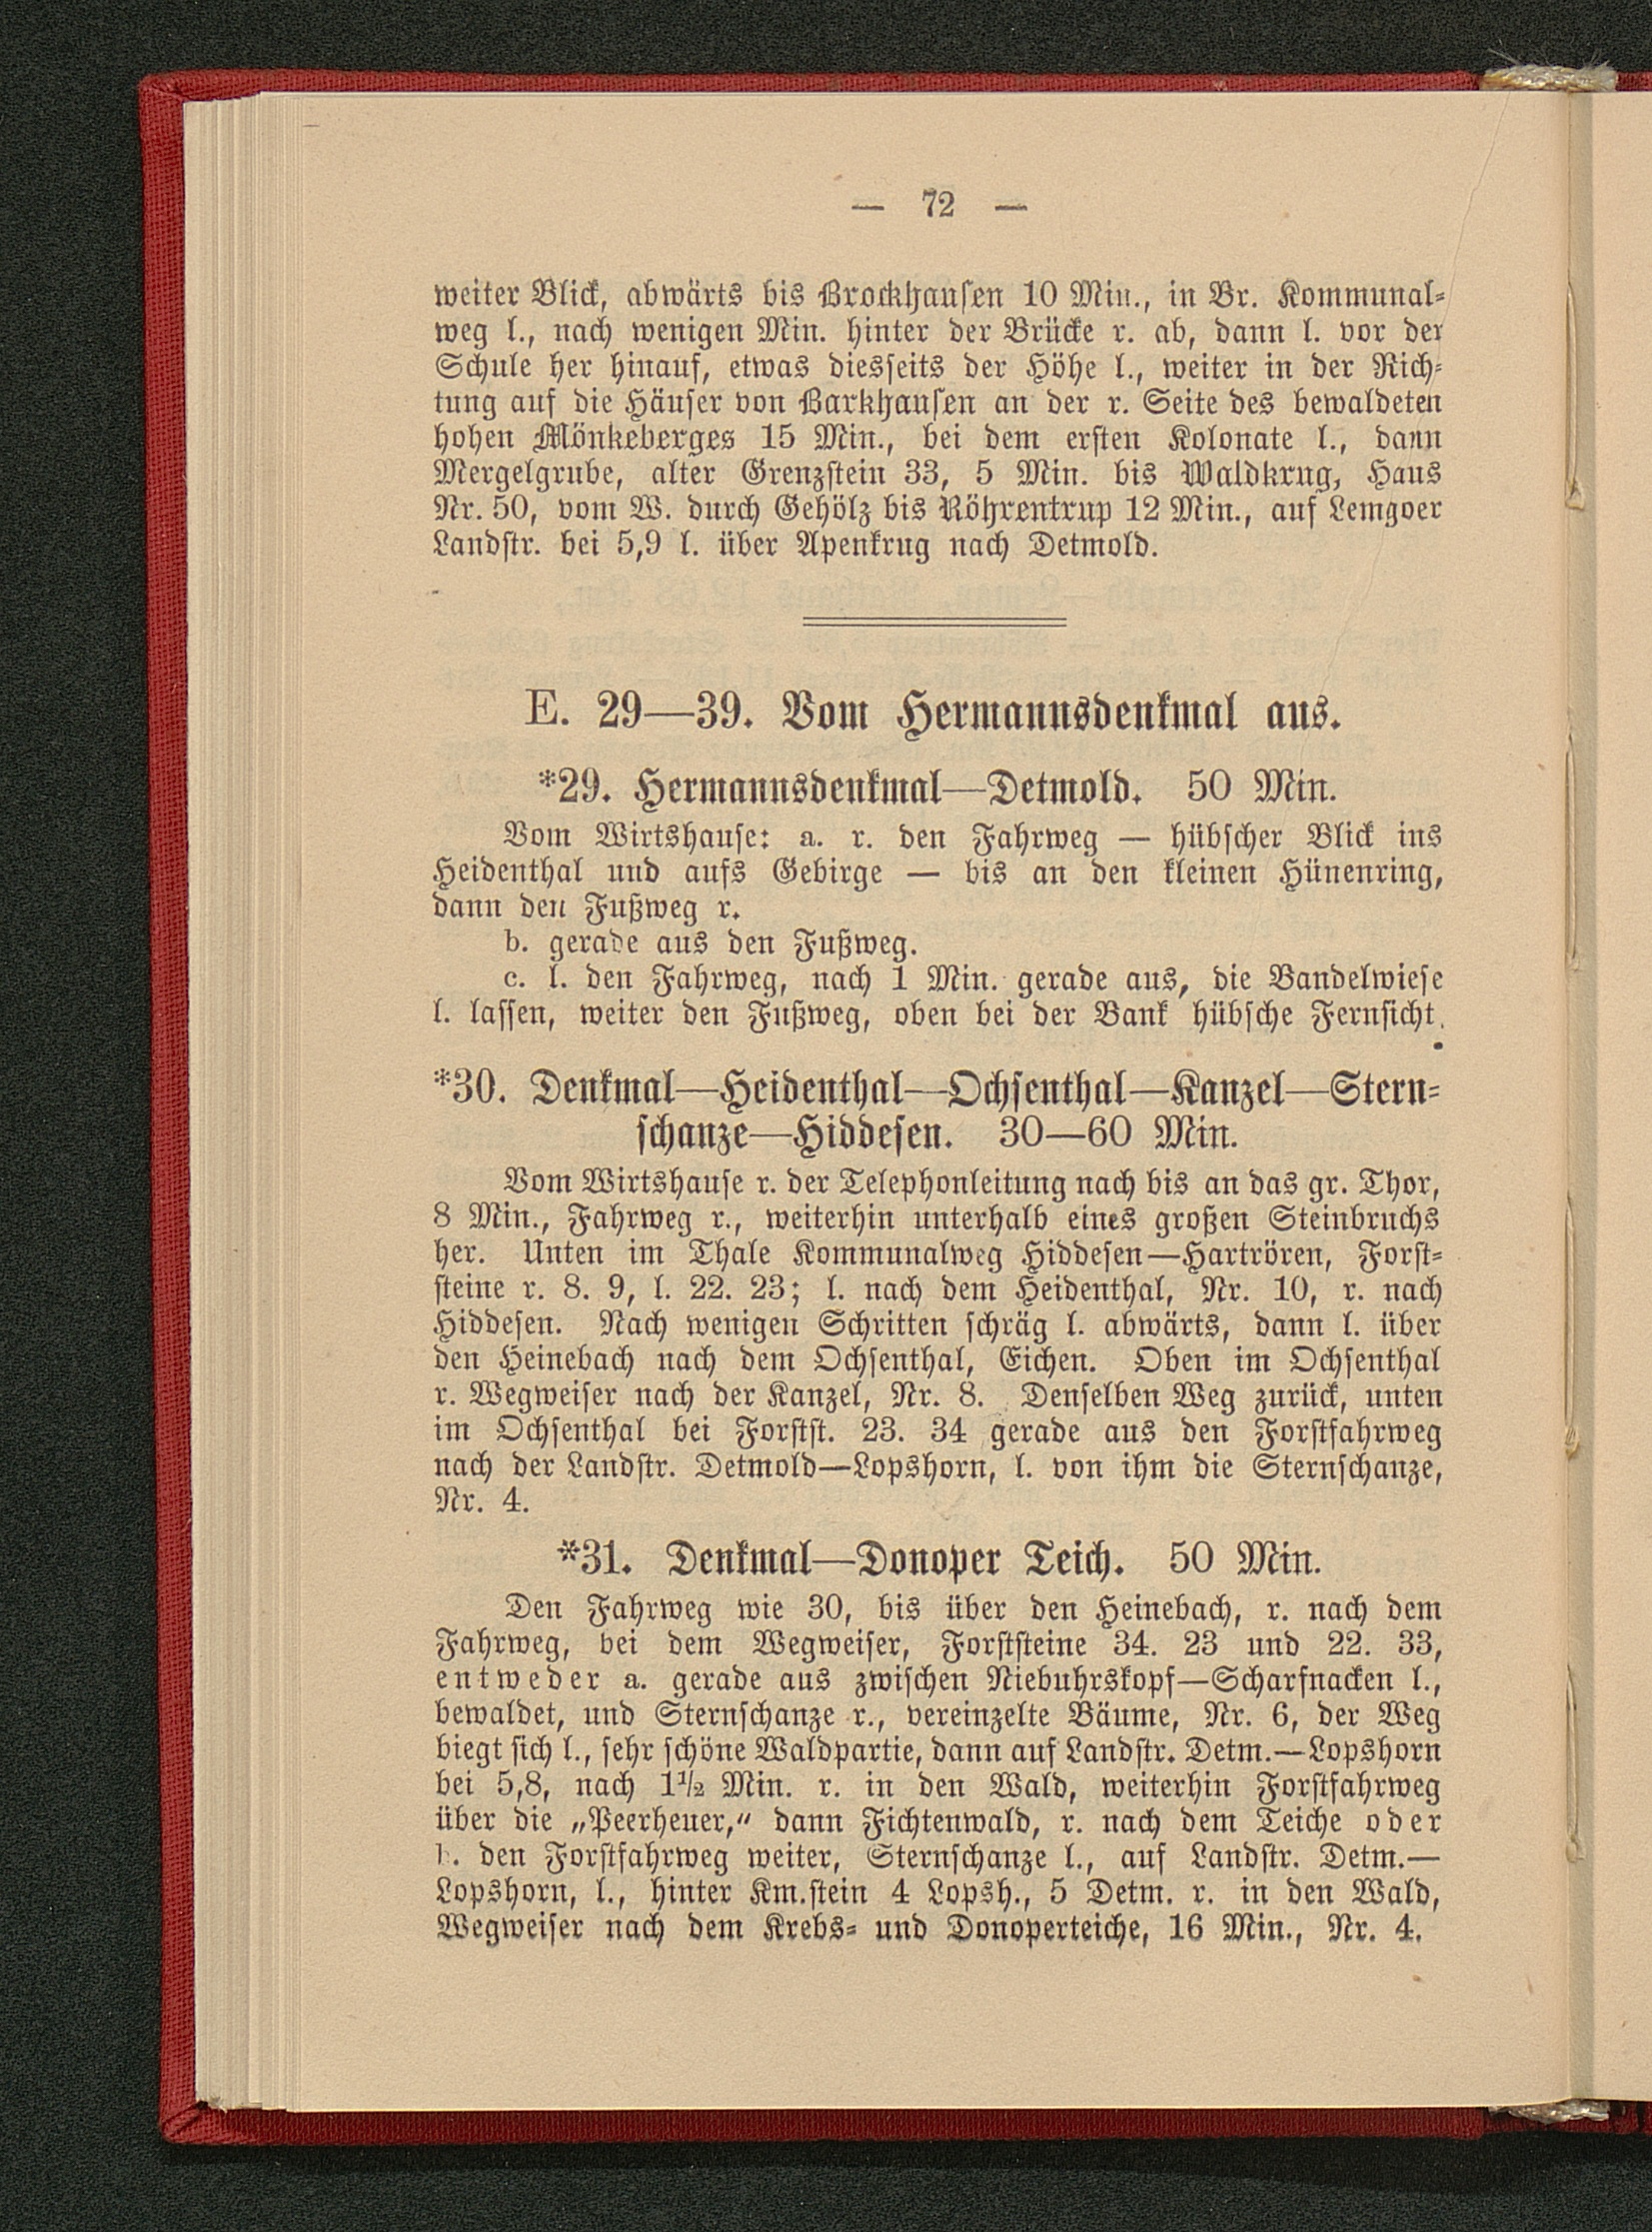 — 72 —
weiter Blick, abwärts bis Brockhausen 10 Min., in Br. Kommunal-
weg l., nach wenigen Min. hinter der Brücke r. ab, dann l. vor der
Schule her hinauf, etwas diesseits der Höhe l., weiter in der Rich-
tung auf die Häuser von Barkhausen an der r. Seite des bewaldeten
hohen Mönkeberges 15 Min., bei dem ersten Kolonate l., dann
Mergelgrube, alter Grenzstein 33, 5 Min. bis Waldkrug, Haus
Nr. 50, vom W. durch Gehölz bis Röhrentrup 12 Min., auf Lemgoer
Landstr. bei 5,9 l. über Apenkrug nach Detmold.
E. 29—39. Vom Hermannsdenkmal aus.
*29. Hermannsdenkmal—Detmold. 50 Min.
Vom Wirtshause: a. r. den Fahrweg — hübscher Blick ins
Heidenthal und aufs Gebirge — bis an den kleinen Hünenring,
dann den Fußweg r.
b. gerade aus den Fußweg.
c. l. den Fahrweg, nach 1 Min. gerade aus, die Bandelwiese
l. lassen, weiter den Fußweg, oben bei der Bank hübsche Fernsicht.
*30. Denkmal—Heidenthal—Ochsenthal—Kanzel—Stern-
schanze—Hiddesen. 30—60 Min.
Vom Wirtshause r. der Telephonleitung nach bis an das gr. Thor,
8 Min., Fahrweg r., weiterhin unterhalb eines großen Steinbruchs
her. Unten im Thale Kommunalweg Hiddesen—Hartrören, Forst-
steine r. 8. 9, l. 22. 23; l. nach dem Heidenthal, Nr. 10, r. nach
Hiddesen. Nach wenigen Schritten schräg l. abwärts, dann l. über
den Heinebach nach dem Ochsenthal, Eichen. Oben im Ochsenthal
r. Wegweiser nach der Kanzel, Nr. 8. Denselben Weg zurück, unten
im Ochsenthal bei Forstst. 23. 34 gerade aus den Forstfahrweg
nach der Landstr. Detmold—Lopshorn, l. von ihm die Sternschanze,
Nr. 4.
*31. Denkmal—Donoper Teich. 50 Min.
Den Fahrweg wie 30, bis über den Heinebach, r. nach dem
Fahrweg, bei dem Wegweiser, Forststeine 34. 23 und 22. 33,
entweder a. gerade aus zwischen Niebuhrskopf—Scharfnacken l.,
bewaldet, und Sternschanze r., vereinzelte Bäume, Nr. 6, der Weg
biegt sich l., sehr schöne Waldpartie, dann auf Landstr. Detm.—Lopshorn
bei 5,8, nach 1½ Min. r. in den Wald, weiterhin Forstfahrweg
über die „Peerheuer,“ dann Fichtenwald, r. nach dem Teiche oder
b. den Forstfahrweg weiter, Sternschanze l., auf Landstr. Detm.—
Lopshorn, l., hinter Km.stein 4 Lopsh., 5 Detm. r. in den Wald,
Wegweiser nach dem Krebs- und Donoperteiche, 16 Min., Nr. 4.